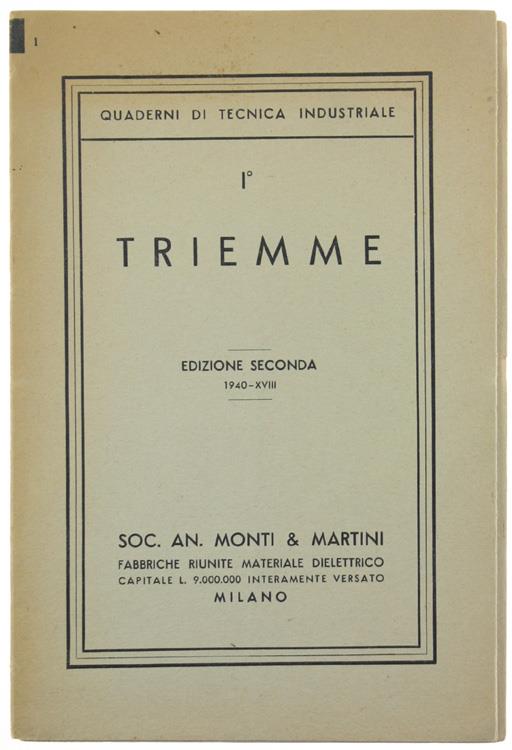 1
QUADERNI DI TECNICA INDUSTRIALE
I°
TRIEMME
EDIZIONE SECONDA
1940-XVIII
SOC. AN. MONTI & MARTINI
FABBRICHE RIUNITE MATERIALE DIELETTRICO
CAPITALE L. 9.000.000 INTERAMENTE VERSATO
MILANO